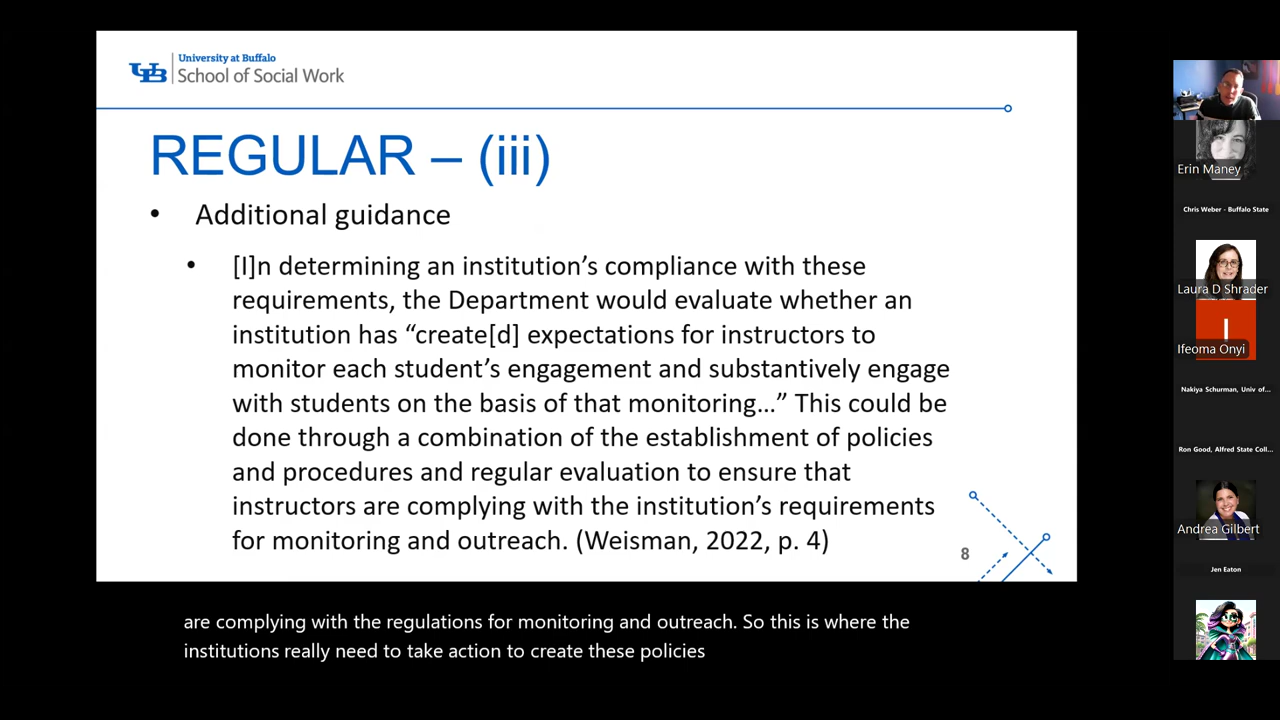 University at Buffalo
School of Social Work
REGULAR – (iii)
• Additional guidance
• [I]n determining an institution’s compliance with these
requirements, the Department would evaluate whether an
institution has “create[d] expectations for instructors to
monitor each student’s engagement and substantively engage
with students on the basis of that monitoring…” This could be
done through a combination of the establishment of policies
and procedures and regular evaluation to ensure that
instructors are complying with the institution’s requirements
for monitoring and outreach. (Weisman, 2022, p. 4)
8
are complying with the regulations for monitoring and outreach. So this is where the
institutions really need to take action to create these policies
Erin Maney
Chris Weber - Buffalo State
Laura D Shrader
I
Ifeoma Onyi
Nakiya Schurman, Univ of...
Ron Good, Alfred State Coll...
Andrea Gilbert
Jen Eaton